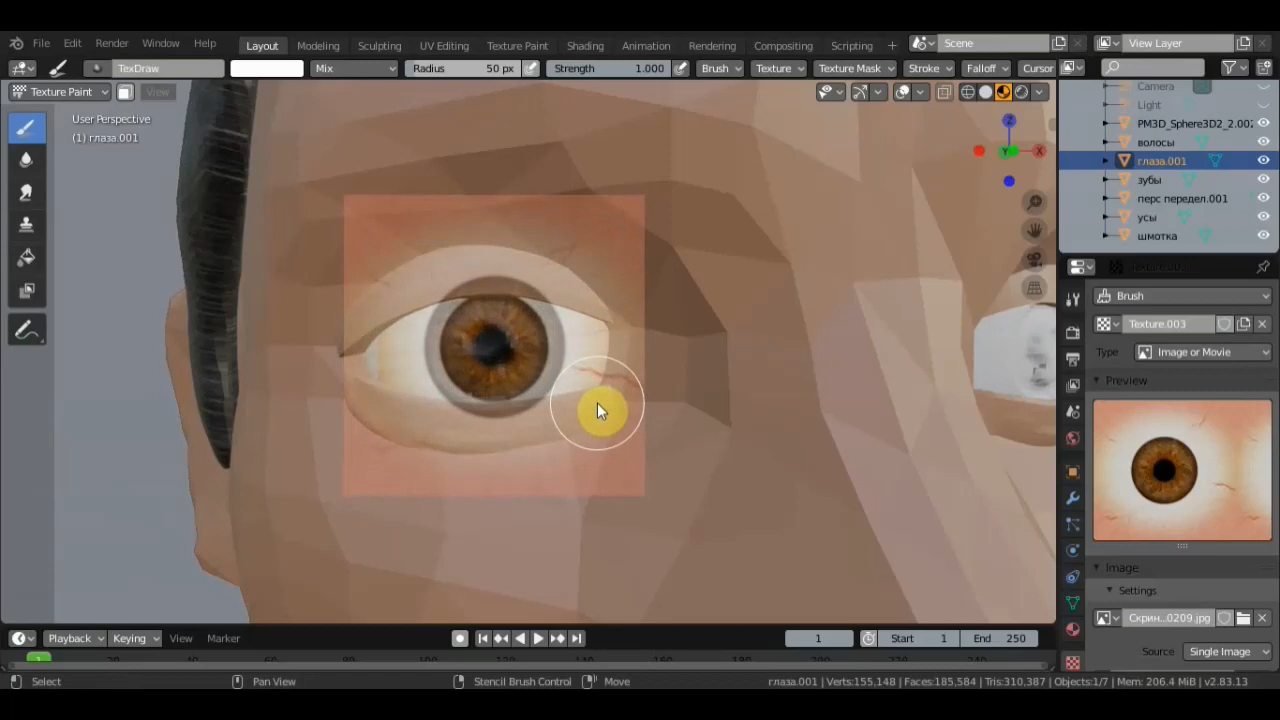 File Edit Render Window Help Layout Modeling Sculpting UV Editing Texture Paint Shading Animation Rendering Compositing Scripting + Scene View Layer
TexDraw Mix Radius 50 px Strength 1.000 Brush Texture Texture Mask Stroke Falloff Cursor
Texture Paint View
User Perspective
(1) глаза.001
Z
Y
X
Camera
Light
PM3D_Sphere3D2_2.002
волосы
глаза.001
зубы
перс передел.001
усы
шмотка
Brush
Texture.003
Type Image or Movie
Preview
Image
Settings
Скрин...0209.jpg
Source Single Image
Playback Keying View Marker 1 Start 1 End 250
1
Select Pan View Stencil Brush Control Move глаза.001 | Verts:155,148 | Faces:185,584 | Tris:310,387 | Objects:1/7 | Mem: 206.4 MiB | v2.83.13